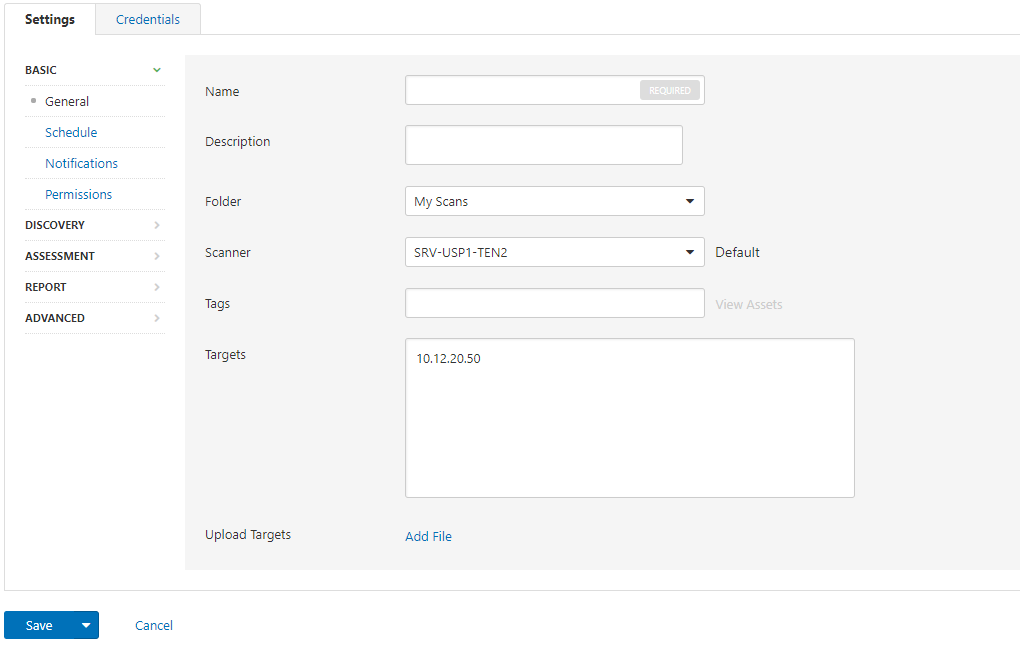 Settings
Credentials
BASIC
General
Schedule
Notifications
Permissions
DISCOVERY
ASSESSMENT
REPORT
ADVANCED
Name
REQUIRED
Description
Folder
My Scans
Scanner
SRV-USP1-TEN2
Default
Tags
View Assets
Targets
10.12.20.50
Upload Targets
Add File
Save
Cancel